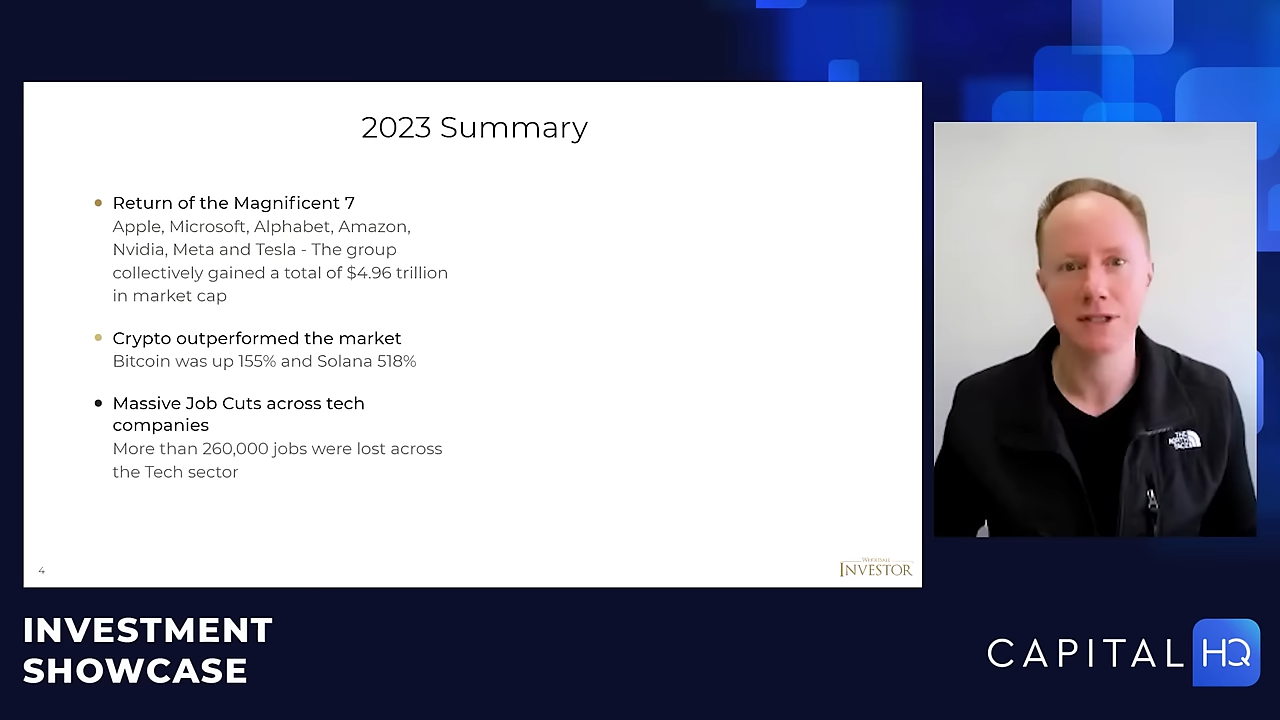 2023 Summary
Return of the Magnificent 7
Apple, Microsoft, Alphabet, Amazon,
Nvidia, Meta and Tesla - The group
collectively gained a total of $4.96 trillion
in market cap
Crypto outperformed the market
Bitcoin was up 155% and Solana 518%
Massive Job Cuts across tech
companies
More than 260,000 jobs were lost across
the Tech sector
4
INVESTOR
THE
NORTH
FACE
INVESTMENT
SHOWCASE
CAPITAL HQ